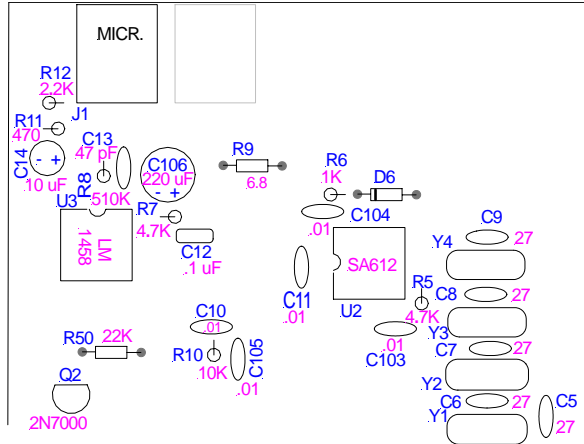 MICR.
R12
2.2K
J1
R11
470
C13
47 pF
C14
- +
10 uF
R8
510K
C106
220 uF
- +
R9
6.8
R6
1K
D6
U3
LM
1458
R7
4.7K
C12
.1 uF
C104
.01
C9
.27
Y4
SA612
U2
C11
.01
R5
4.7K
C8
.27
Y3
C10
.01
R10
10K
C105
.01
.01
C103
C7
.27
Y2
R50
22K
Q2
2N7000
C6
.27
Y1
C5
.27